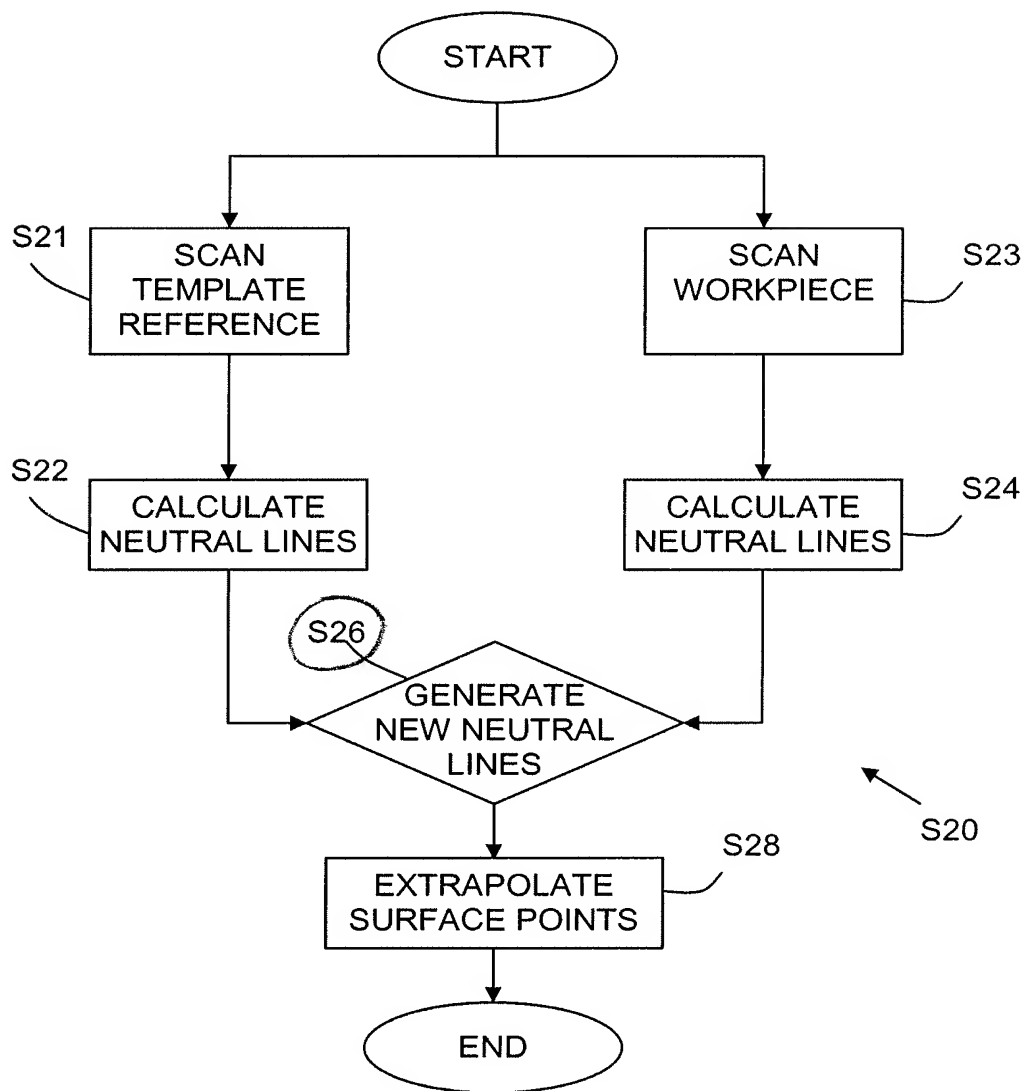 START
S21
SCAN
TEMPLATE
REFERENCE
SCAN
WORKPIECE
S23
S22
CALCULATE
NEUTRAL LINES
CALCULATE
NEUTRAL LINES
S24
S26
GENERATE
NEW NEUTRAL
LINES
S20
S28
EXTRAPOLATE
SURFACE POINTS
END